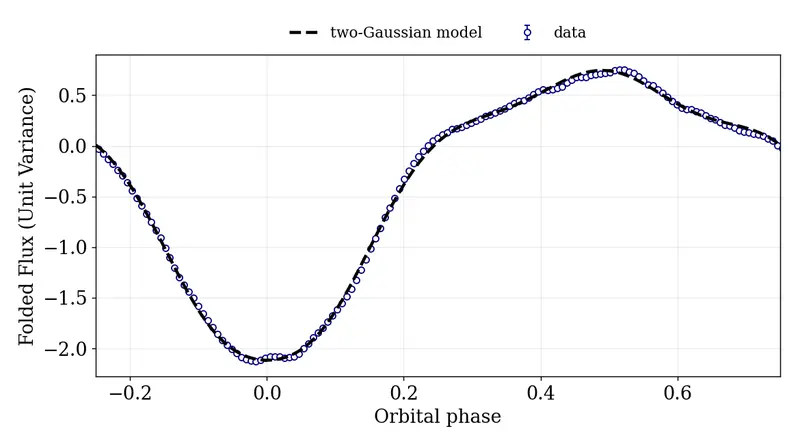 two-Gaussian model data
Folded Flux (Unit Variance)
0.5
0.0
−0.5
−1.0
−1.5
−2.0
−0.2 0.0 0.2 0.4 0.6
Orbital phase